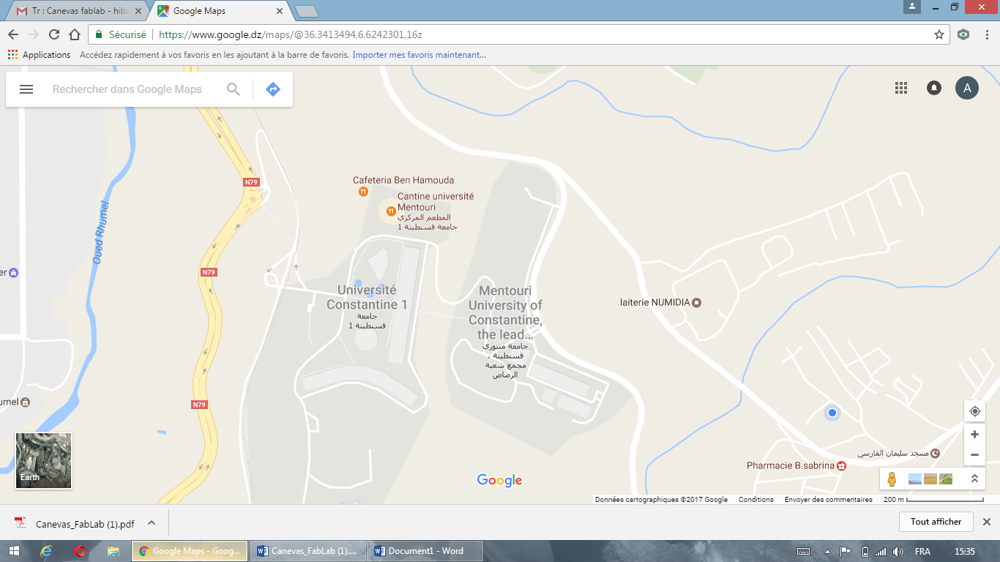 Tr : Canevas fablab - hiba
Google Maps
Sécurisé
https://www.google.dz/maps/@36.3413494,6.6242301,16z
Applications
Accédez rapidement à vos favoris en les ajoutant à la barre de favoris. Importer mes favoris maintenant...
Rechercher dans Google Maps
A
N79
Cafeteria Ben Hamouda
Cantine université
Mentouri
المطعم المركزي
جامعة قسنطينة 1
Oued Rhumel
N79
Université
Constantine 1
جامعة
قسنطينة 1
Mentouri
University of
Constantine,
the lead...
جامعة منتوري
قسنطينة ،
مجمع شعبة
الرصاص
laiterie NUMIDIA
N79
مسجد سليمان الفارسي
Pharmacie B.sabrina
Earth
Google
Données cartographiques ©2017 Google
Conditions
Envoyer des commentaires
200 m
Canevas_FabLab (1).pdf
Tout afficher
Google Maps - Goog...
Canevas_FabLab (1)....
Document1 - Word
FRA
15:35